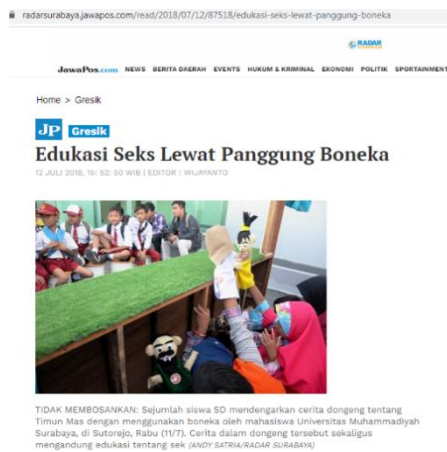 radarsurabaya.jawapos.com/read/2018/07/12/87518/edukasi-seks-lewat-panggung-boneka
RADAR
JawaPos.com NEWS BERITA DAERAH EVENTS HUKUM & KRIMINAL EKONOMI POLITIK SPORTAINMENT
Home > Gresik
JP Gresik
Edukasi Seks Lewat Panggung Boneka
12 JULI 2018, 15: 52: 50 WIB | EDITOR : WIJAYANTO
TIDAK MEMBOSANKAN: Sejumlah siswa SD mendengarkan cerita dongeng tentang
Timun Mas dengan menggunakan boneka oleh mahasiswa Universitas Muhammadiyah
Surabaya, di Sutorejo, Rabu (11/7). Cerita dalam dongeng tersebut sekaligus
mengandung edukasi tentang sek (ANDY SATRIA/RADAR SURABAYA)